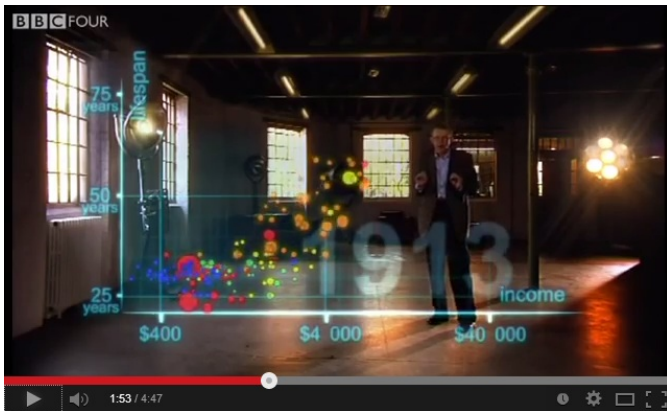 BBC FOUR
lifespan
75
years
50
years
25
years
1913
income
$400
$4 000
$40 000
1:53 / 4:47